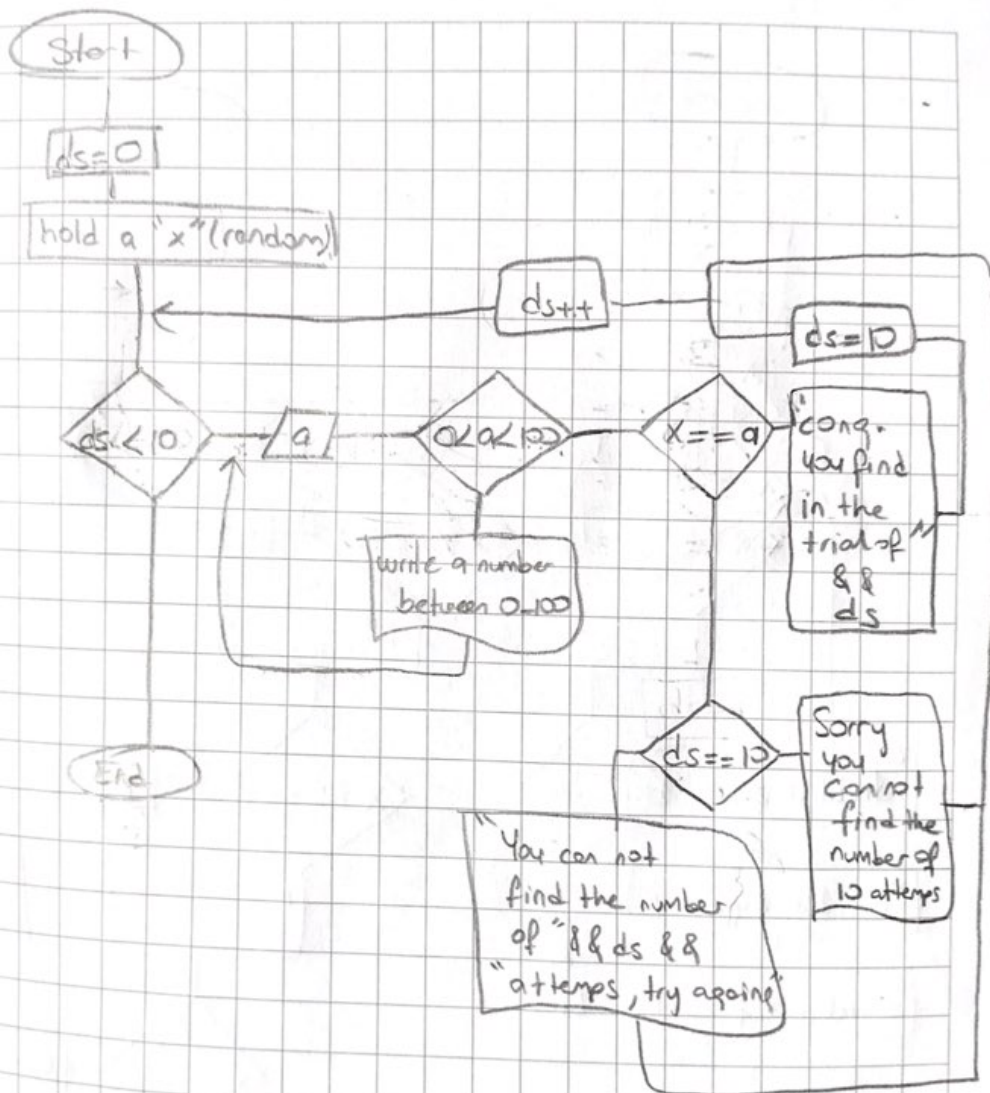 Start
ds=0
hold a "x" (random)
ds++
ds=10
ds<10
a
0<a<100
x==a
"cong.
you find
in the
trial of"
&&
ds
write a number
between 0-100
End
ds==10
Sorry
you
can not
find the
number of
10 attemps
"You can not
find the number
of "&& ds &&
"attemps, try againe"